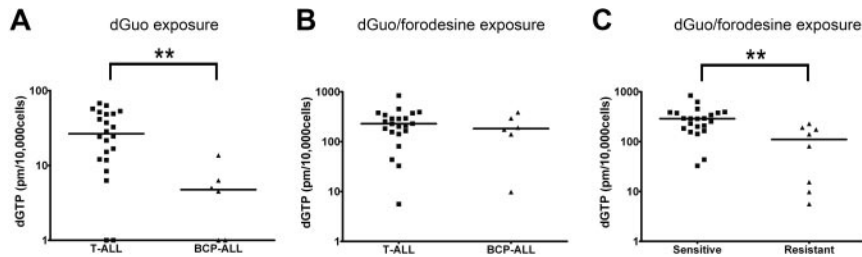 A dGuo exposure
**
dGTP (pm/10,000cells)
100
10
1
T-ALL BCP-ALL
B dGuo/forodesine exposure
dGTP (pm/10,000cells)
1000
100
10
1
T-ALL BCP-ALL
C dGuo/forodesine exposure
**
dGTP (pm/10,000cells)
1000
100
10
1
Sensitive Resistant